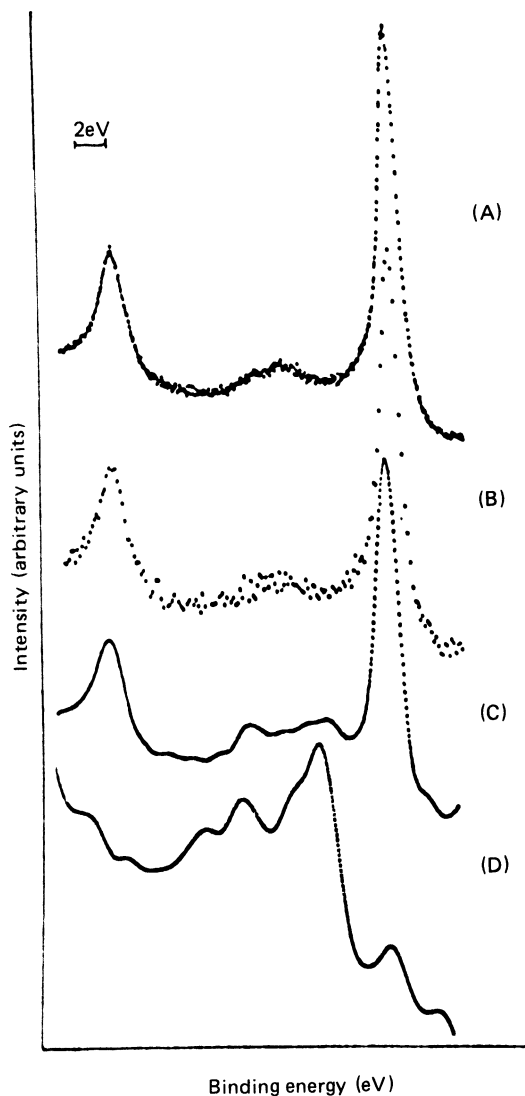 2eV
(A)
(B)
(C)
(D)
Intensity (arbitrary units)
Binding energy (eV)